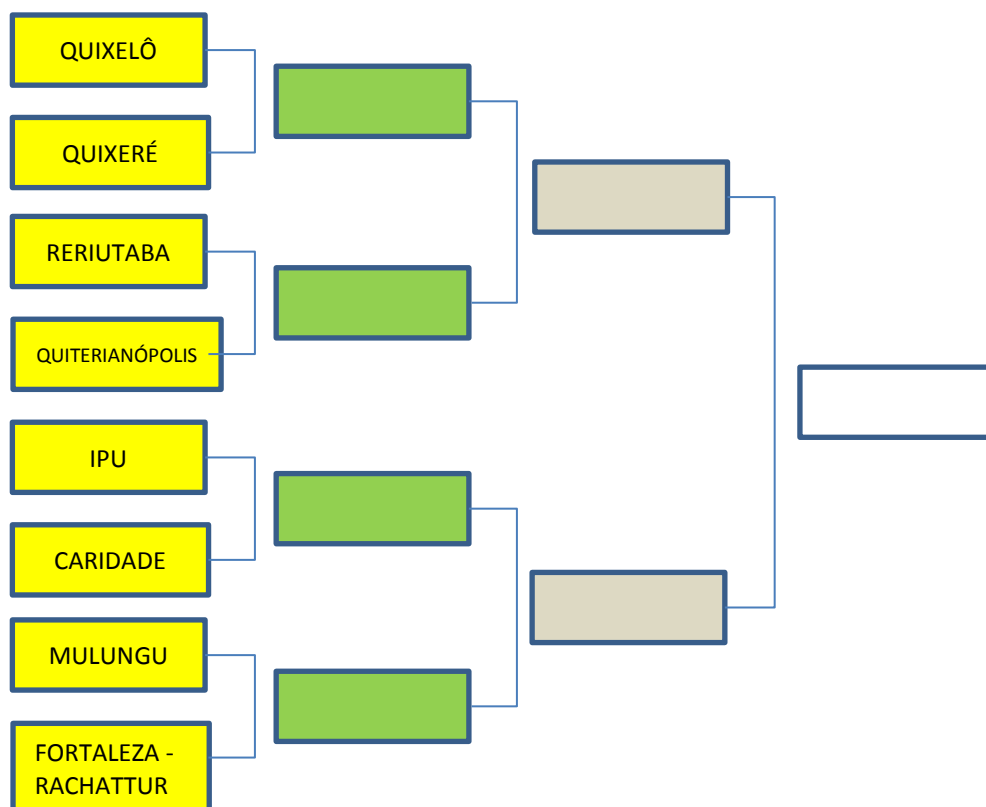 QUIXELÔ
QUIXERÉ
RERIUTABA
QUITERIANÓPOLIS
IPU
CARIDADE
MULUNGU
FORTALEZA -
RACHATTUR